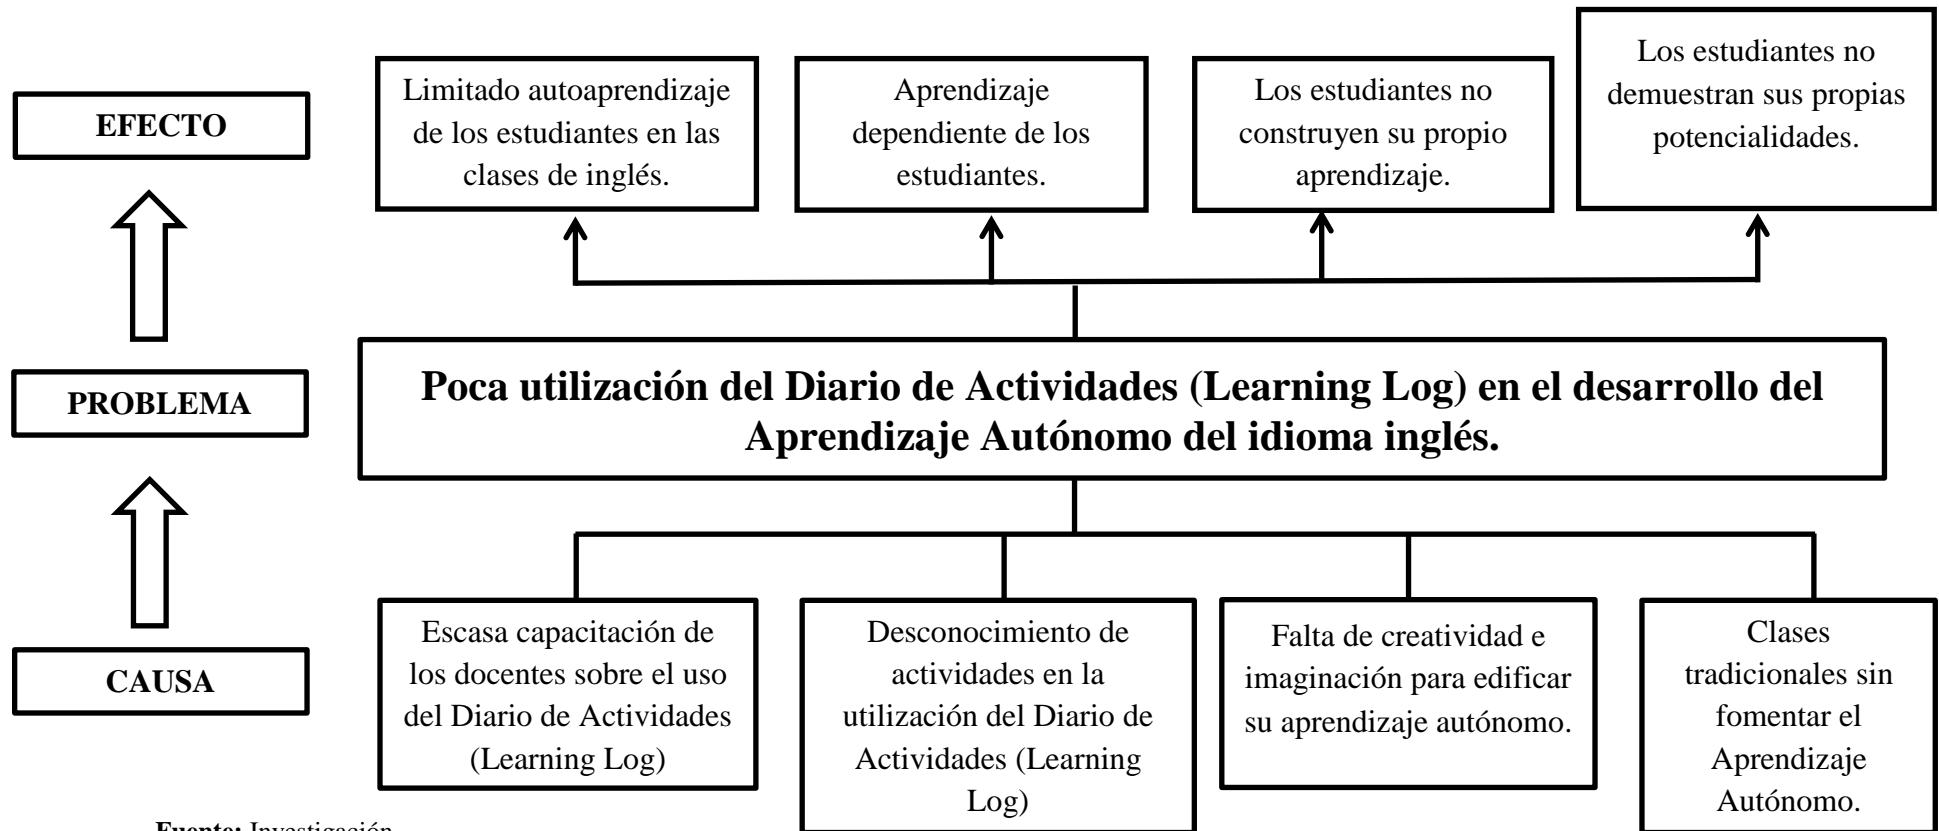 EFECTO
Limitado autoaprendizaje
de los estudiantes en las
clases de inglés.
Aprendizaje
dependiente de los
estudiantes.
Los estudiantes no
construyen su propio
aprendizaje.
Los estudiantes no
demuestran sus propias
potencialidades.
PROBLEMA
Poca utilización del Diario de Actividades (Learning Log) en el desarrollo del
Aprendizaje Autónomo del idioma inglés.
CAUSA
Escasa capacitación de
los docentes sobre el uso
del Diario de Actividades
(Learning Log)
Desconocimiento de
actividades en la
utilización del Diario de
Actividades (Learning
Log)
Falta de creatividad e
imaginación para edificar
su aprendizaje autónomo.
Clases
tradicionales sin
fomentar el
Aprendizaje
Autónomo.
Fuente: Investigación